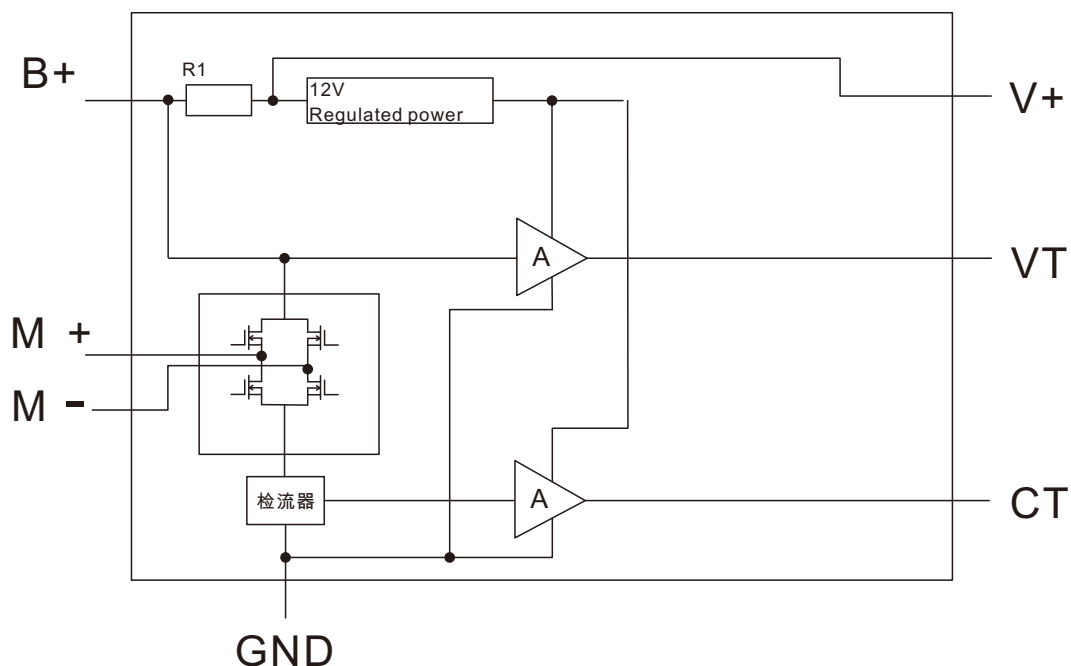 B+
R1
12V
Regulated power
V+
A
VT
M +
M -
检流器
A
CT
GND